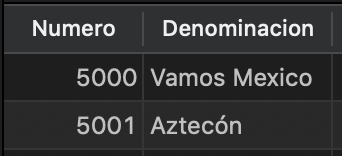 Numero Denominacion
5000 Vamos Mexico
5001 Aztecón